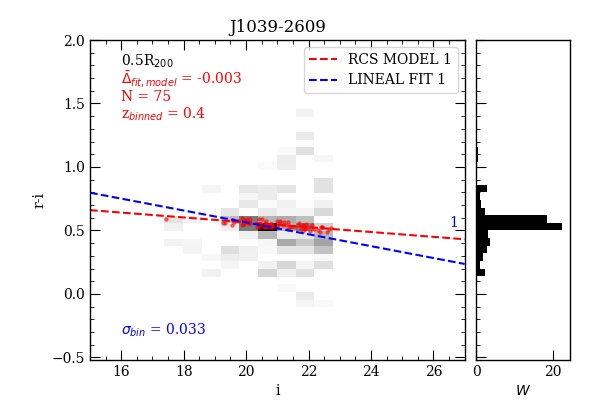 J1039-2609
2.0
1.5
1.0
0.5
0.0
−0.5
r-i
0.5R200
Δ̄fit,model = -0.003
N = 75
zbinned = 0.4
RCS MODEL 1
LINEAL FIT 1
1
σbin = 0.033
16 18 20 22 24 26
i
0 20
W